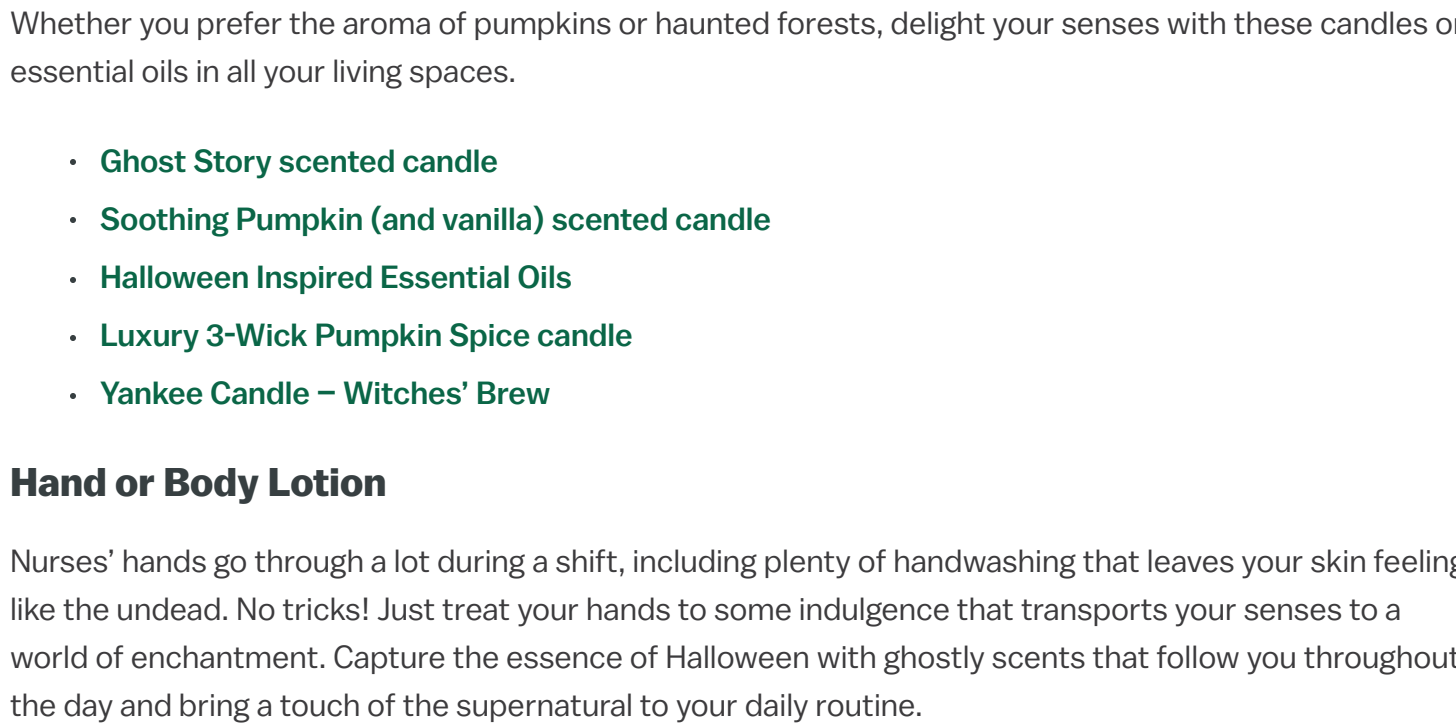 Whether you prefer the aroma of pumpkins or haunted forests, delight your senses with these candles or
essential oils in all your living spaces.
• Ghost Story scented candle
• Soothing Pumpkin (and vanilla) scented candle
• Halloween Inspired Essential Oils
• Luxury 3-Wick Pumpkin Spice candle
• Yankee Candle – Witches’ Brew
Hand or Body Lotion
Nurses’ hands go through a lot during a shift, including plenty of handwashing that leaves your skin feeling
like the undead. No tricks! Just treat your hands to some indulgence that transports your senses to a
world of enchantment. Capture the essence of Halloween with ghostly scents that follow you throughout
the day and bring a touch of the supernatural to your daily routine.